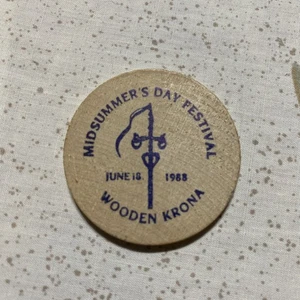 MIDSUMMER'S DAY FESTIVAL
JUNE 18 1988
WOODEN KRONA